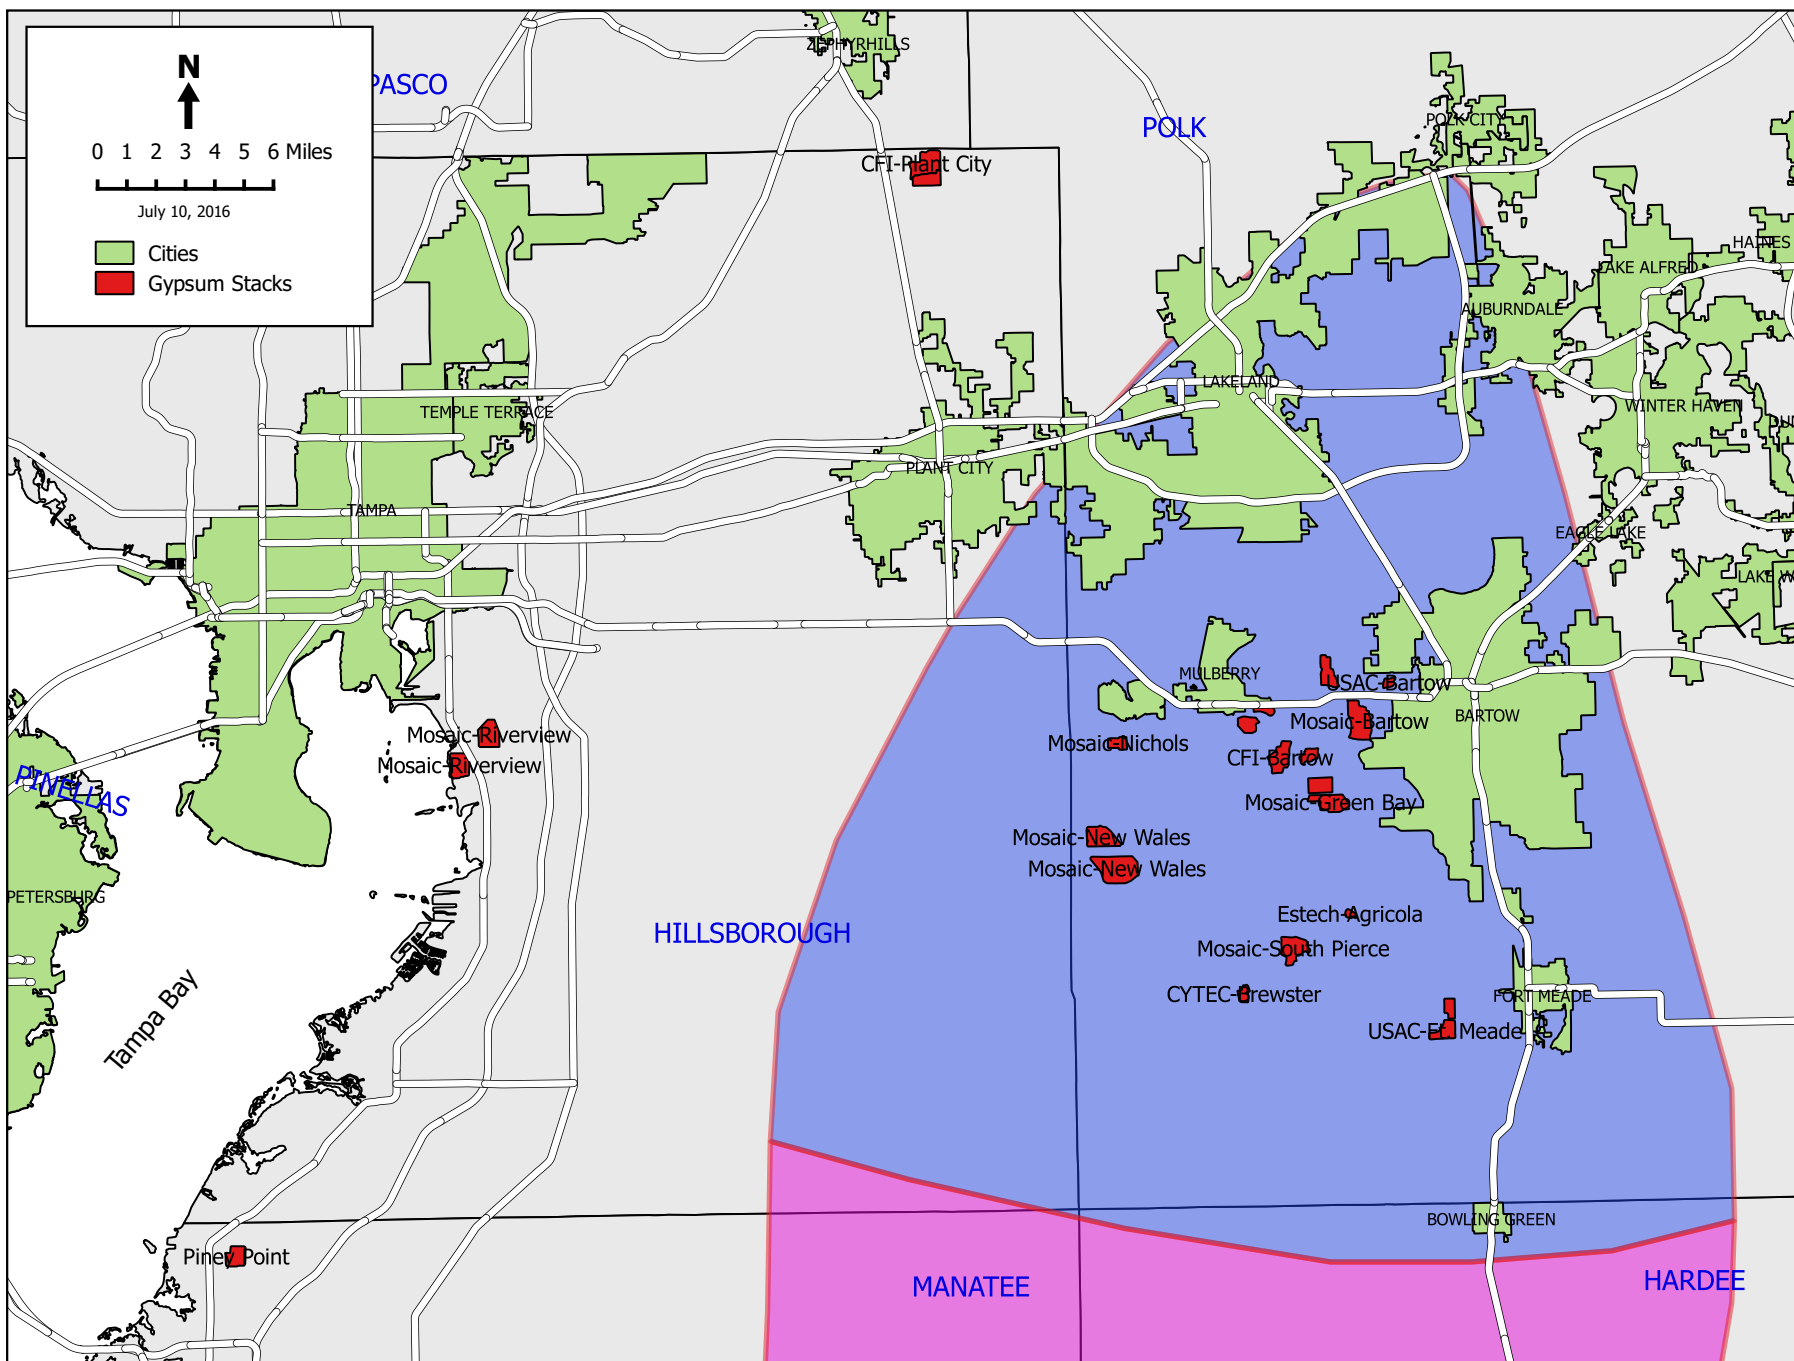 N
0 1 2 3 4 5 6 Miles
July 10, 2016
Cities
Gypsum Stacks
PASCO
ZEPHYRHILLS
POLK
POLK CITY
CFI-Plant City
HAINES
LAKE ALFRED
AUBURNDALE
LAKELAND
TEMPLE TERRACE
WINTER HAVEN
PLANT CITY
TAMPA
EAGLE LAKE
LAKE W
MULBERRY
USAC-Bartow
BARTOW
Mosaic-Bartow
Mosaic-Riverview
Mosaic-Nichols
CFI-Bartow
Mosaic-Riverview
PINELLAS
Mosaic-Green Bay
Mosaic-New Wales
Mosaic-New Wales
PETERSBURG
Estech-Agricola
HILLSBOROUGH
Mosaic-South Pierce
CYTEC-Brewster
FORT MEADE
Tampa Bay
USAC-Ft. Meade
BOWLING GREEN
Piney Point
MANATEE
HARDEE